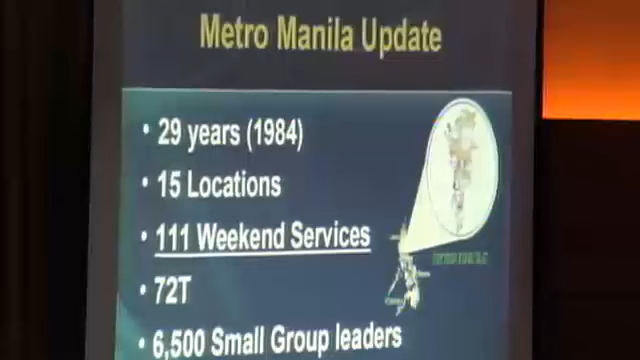 Metro Manila Update
• 29 years (1984)
• 15 Locations
• 111 Weekend Services
• 72T
• 6,500 Small Group leaders